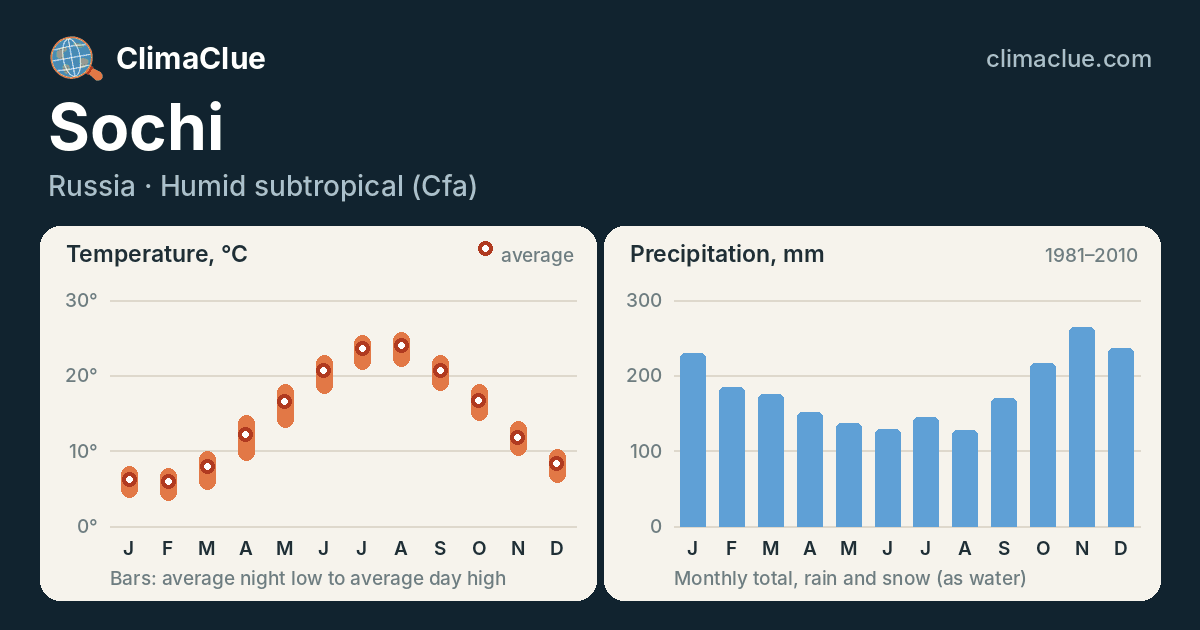 ClimaClue
climaclue.com
Sochi
Russia · Humid subtropical (Cfa)
Temperature, °C
average
30°
20°
10°
0°
J F M A M J J A S O N D
Bars: average night low to average day high
Precipitation, mm
1981–2010
300
200
100
0
J F M A M J J A S O N D
Monthly total, rain and snow (as water)